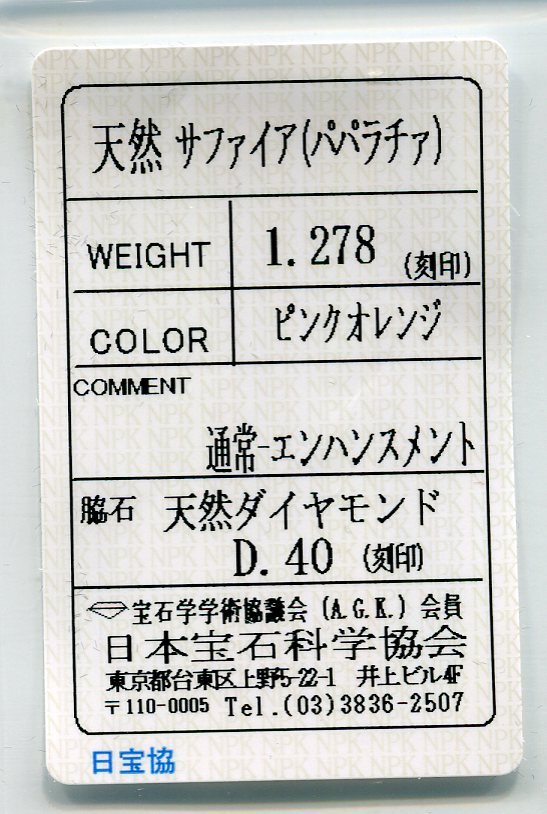 天然 サファイア(パパラチァ)
WEIGHT 1.278 (刻印)
COLOR ピンクオレンジ
COMMENT
通常-エンハンスメント
脇石 天然ダイヤモンド
D.40 (刻印)
宝石学学術協議会 (A.G.K.) 会員
日本宝石科学協会
東京都台東区上野5-22-1 井上ビル4F
〒110-0005 Tel.(03)3836-2507
日宝協